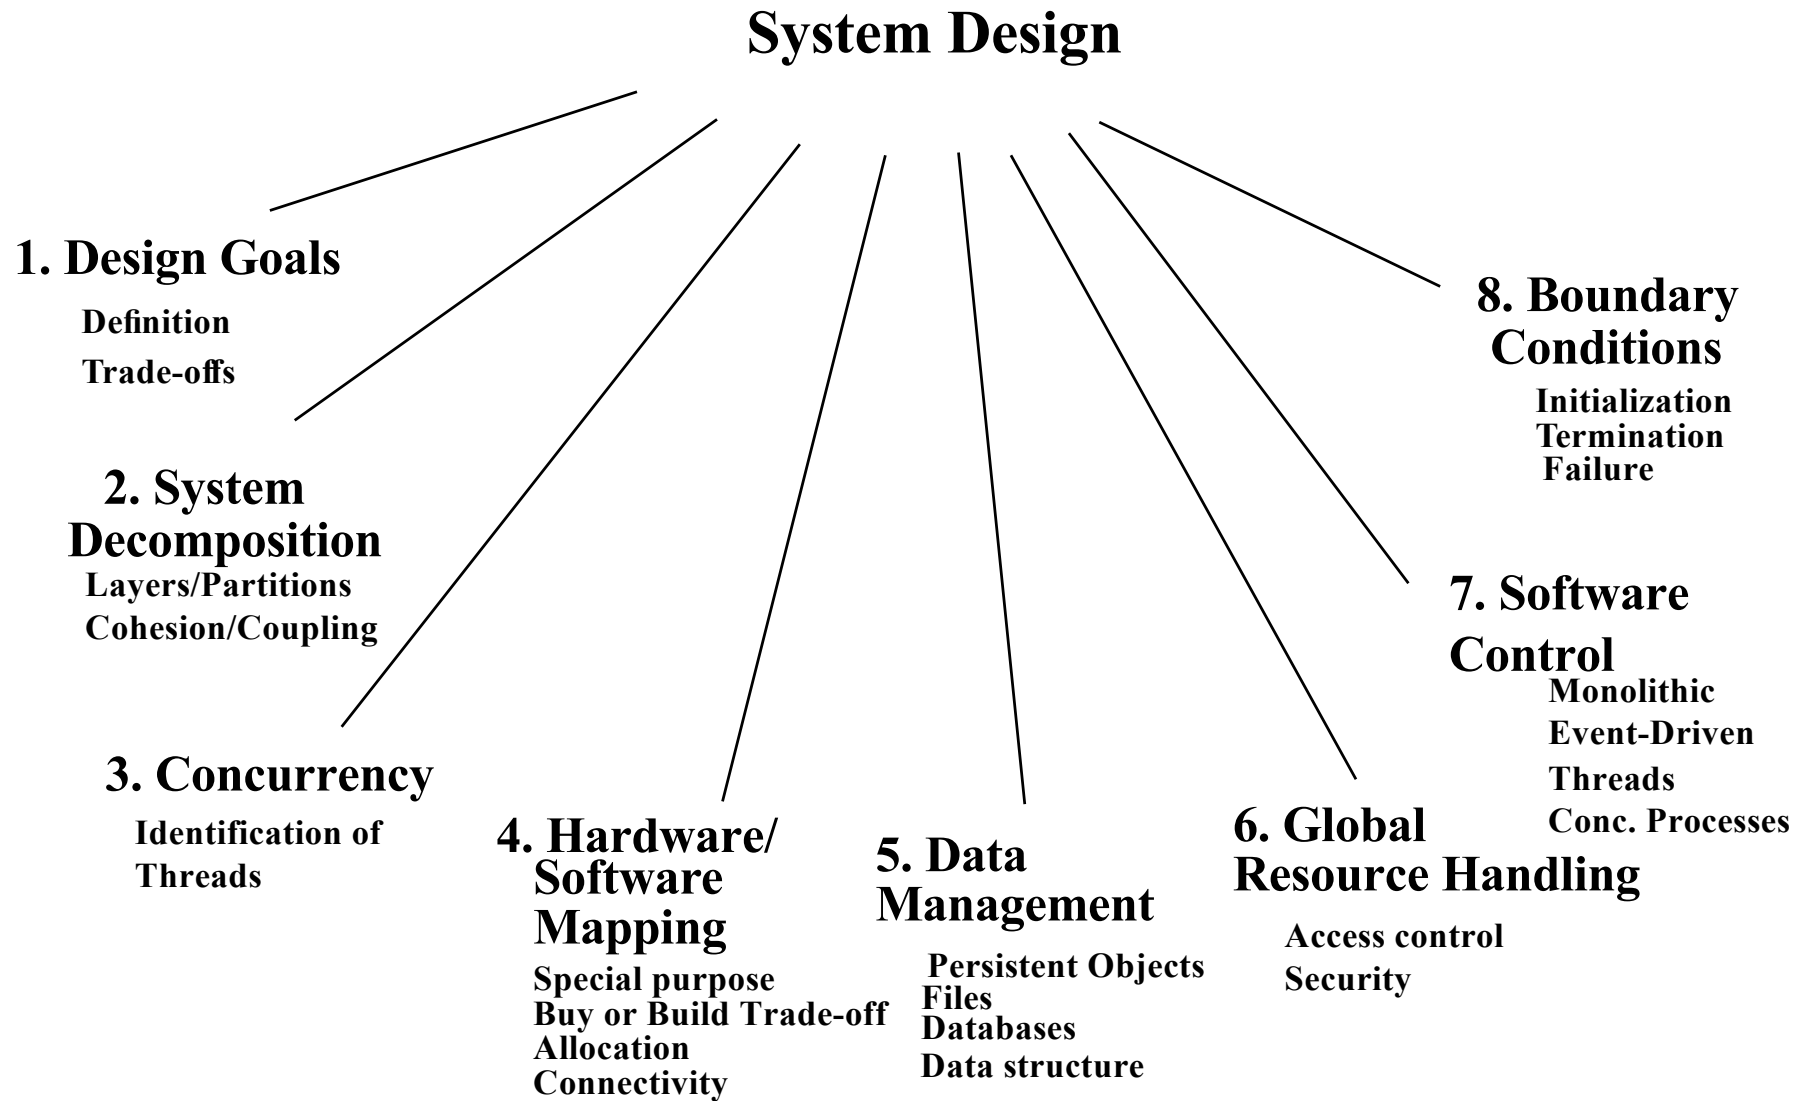 System Design
1. Design Goals
Definition
Trade-offs
2. System
Decomposition
Layers/Partitions
Cohesion/Coupling
3. Concurrency
Identification of
Threads
4. Hardware/
Software
Mapping
Special purpose
Buy or Build Trade-off
Allocation
Connectivity
5. Data
Management
Persistent Objects
Files
Databases
Data structure
6. Global
Resource Handling
Access control
Security
7. Software
Control
Monolithic
Event-Driven
Threads
Conc. Processes
8. Boundary
Conditions
Initialization
Termination
Failure